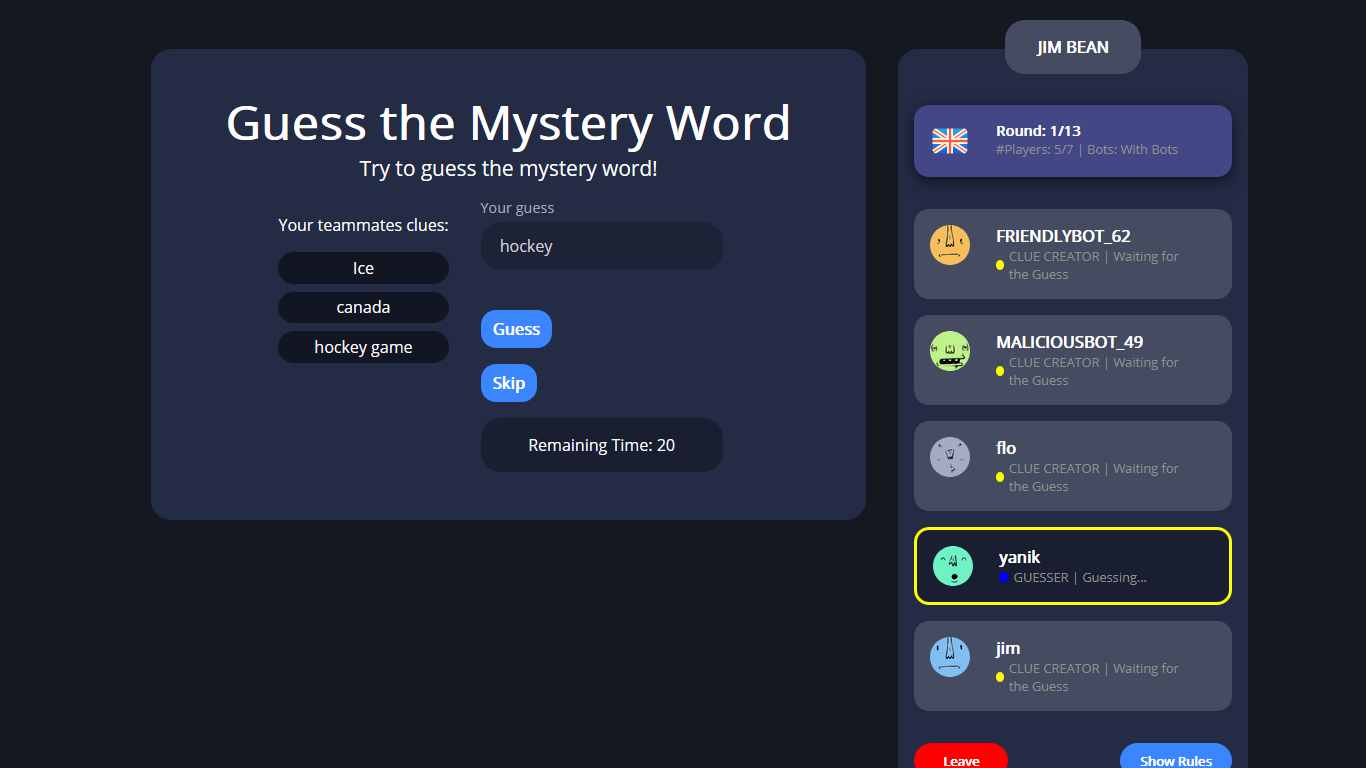 Guess the Mystery Word
Try to guess the mystery word!
Your teammates clues:
Ice
canada
hockey game
Your guess
hockey
Guess
Skip
Remaining Time: 20
JIM BEAN
Round: 1/13
#Players: 5/7 | Bots: With Bots
FRIENDLYBOT_62
CLUE CREATOR | Waiting for
the Guess
MALICIOUSBOT_49
CLUE CREATOR | Waiting for
the Guess
flo
CLUE CREATOR | Waiting for
the Guess
yanik
GUESSER | Guessing...
jim
CLUE CREATOR | Waiting for
the Guess
Leave
Show Rules